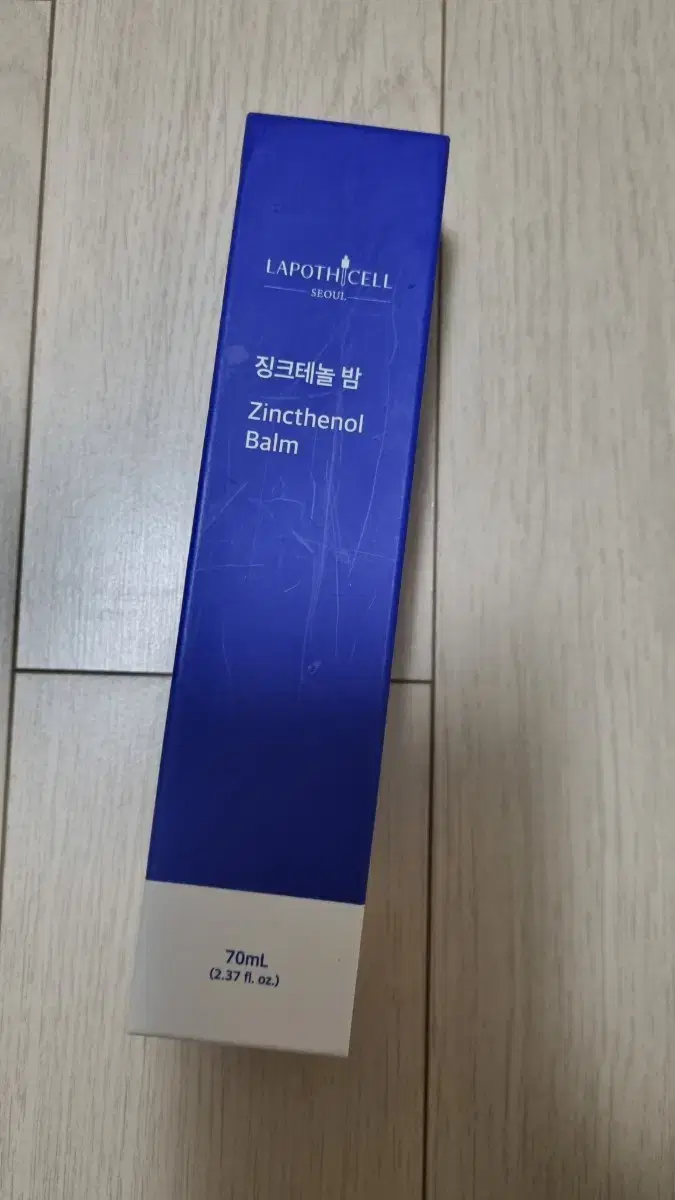 LAPOTHICELL
SEOUL
징크테놀 밤
Zincthenol
Balm
70mL
(2.37 fl. oz.)